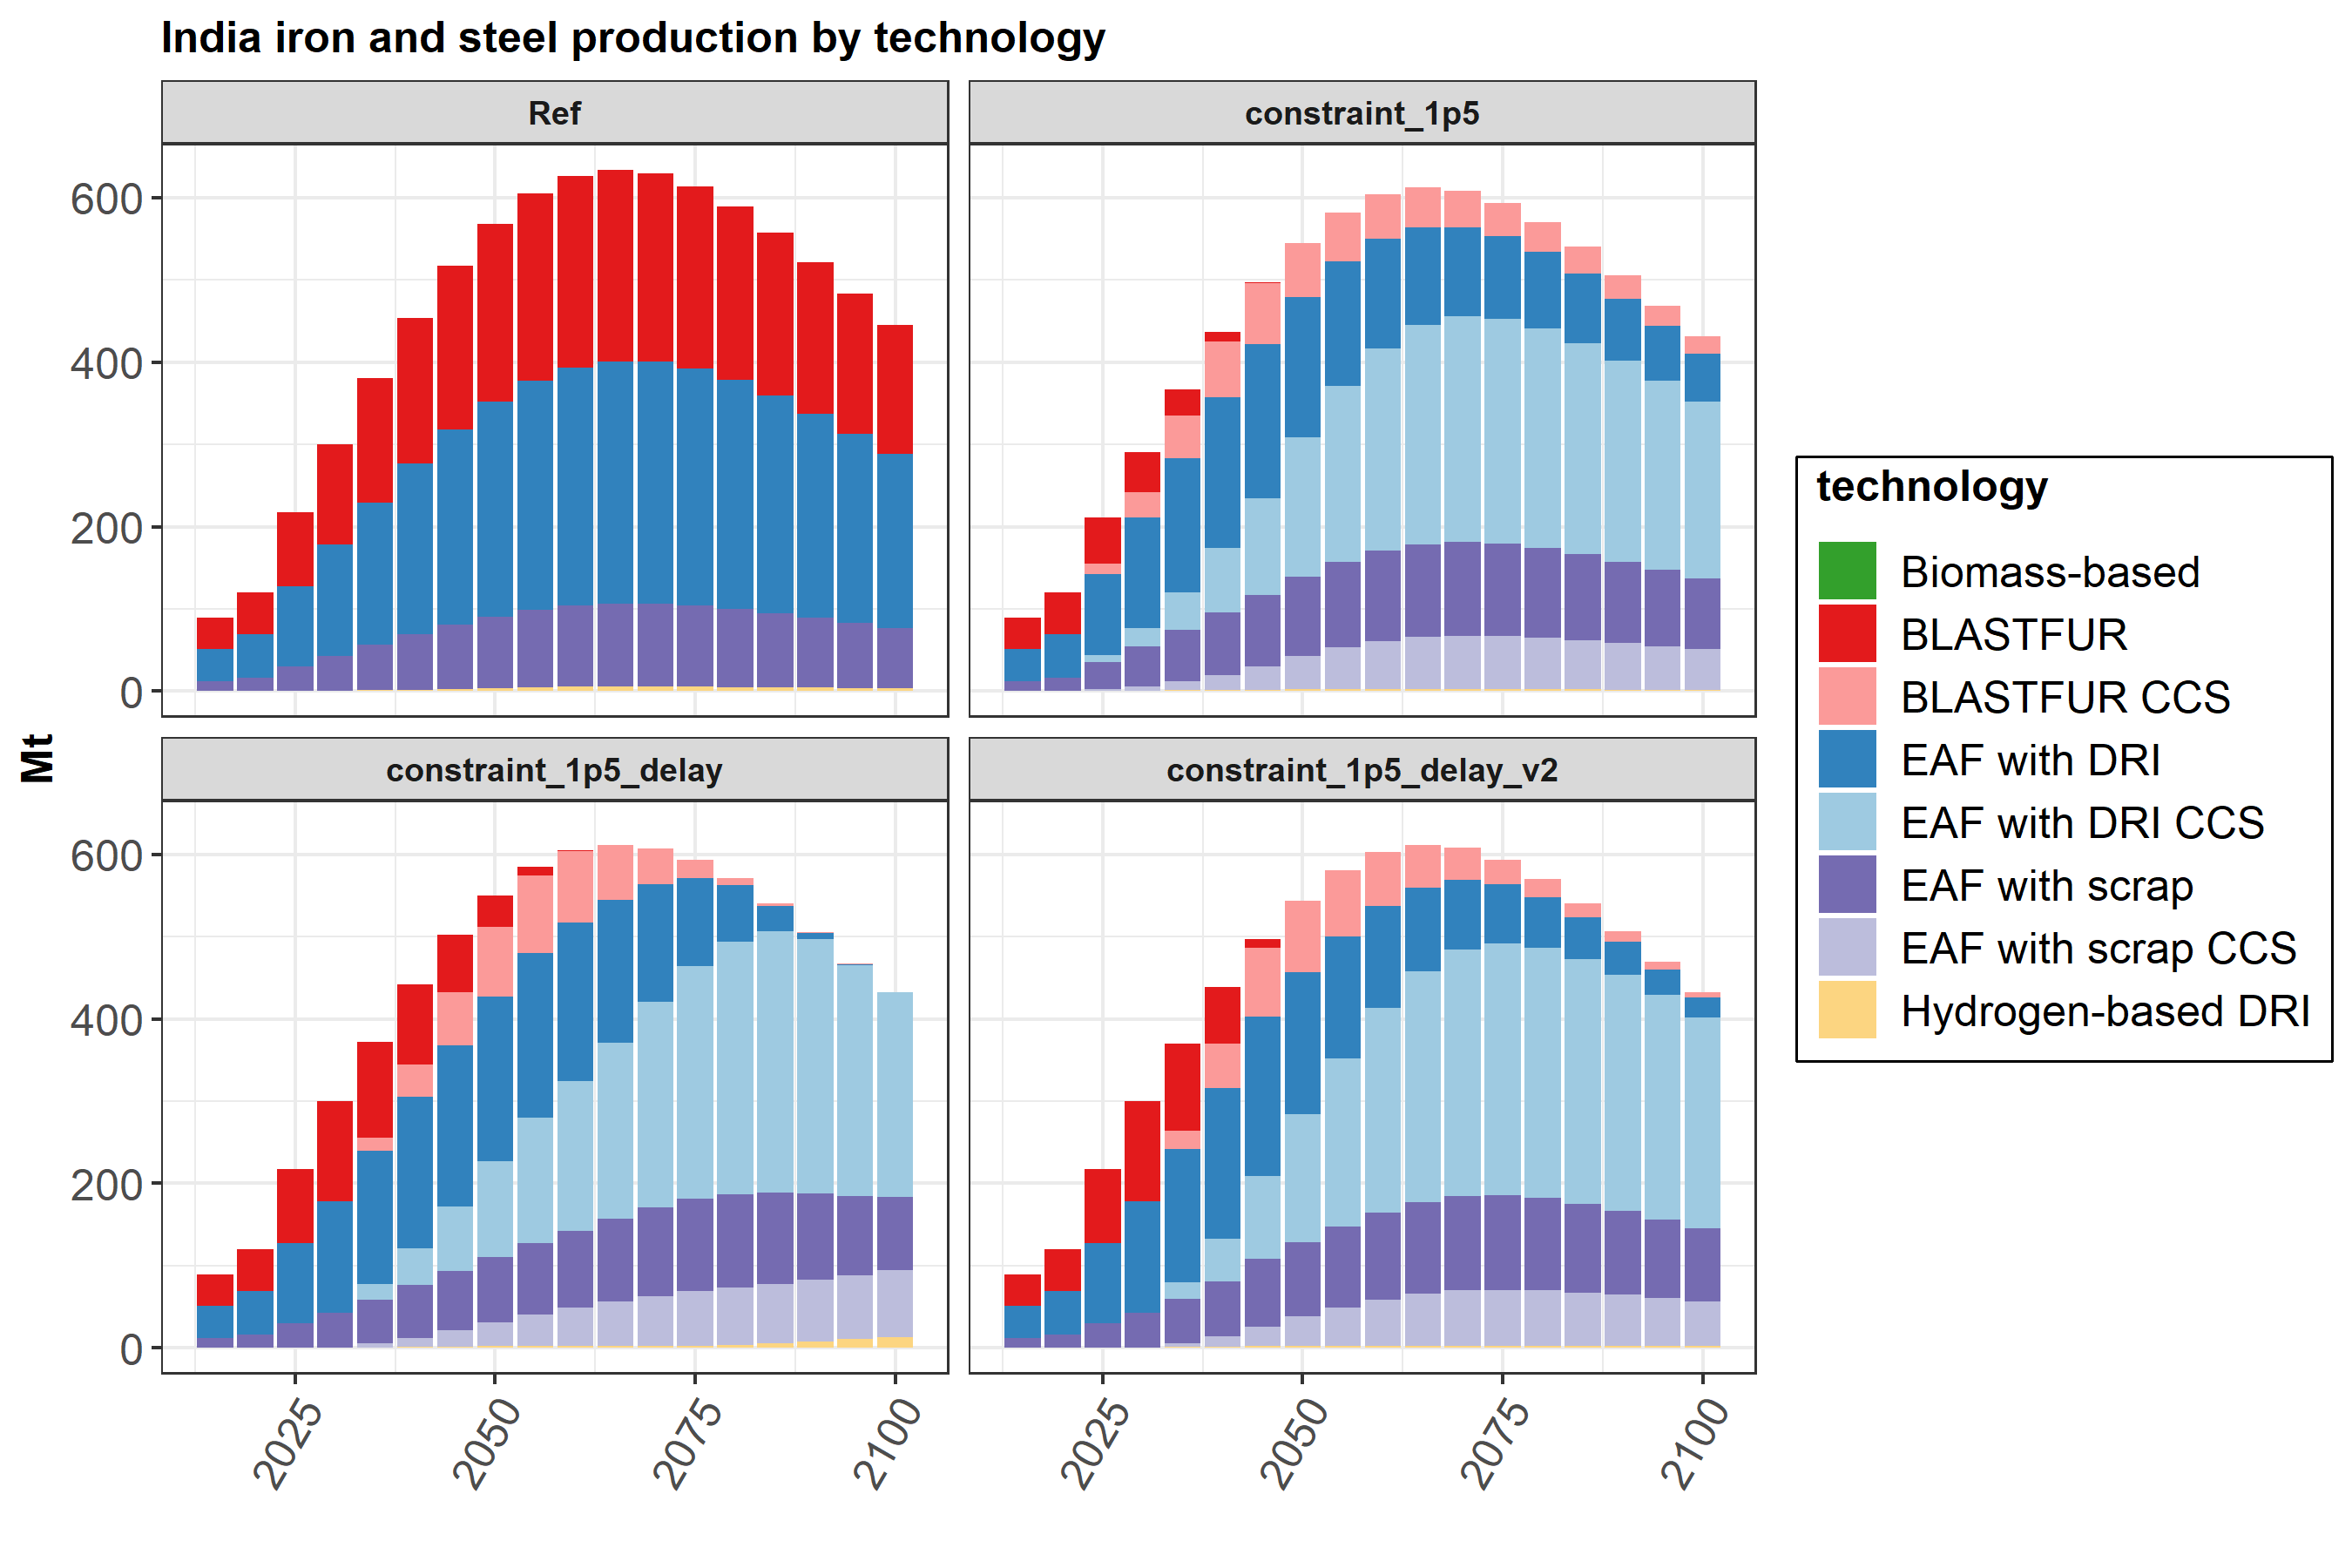 India iron and steel production by technology
Ref
constraint_1p5
600
400
200
0
Mt
constraint_1p5_delay
constraint_1p5_delay_v2
600
400
200
0
2025
2050
2075
2100
2025
2050
2075
2100
technology
Biomass-based
BLASTFUR
BLASTFUR CCS
EAF with DRI
EAF with DRI CCS
EAF with scrap
EAF with scrap CCS
Hydrogen-based DRI